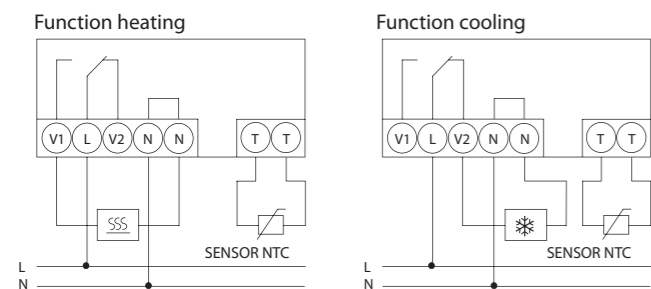 Function heating
V1 L V2 N N T T
SSS
SENSOR NTC
L
N
Function cooling
V1 L V2 N N T T
SENSOR NTC
L
N